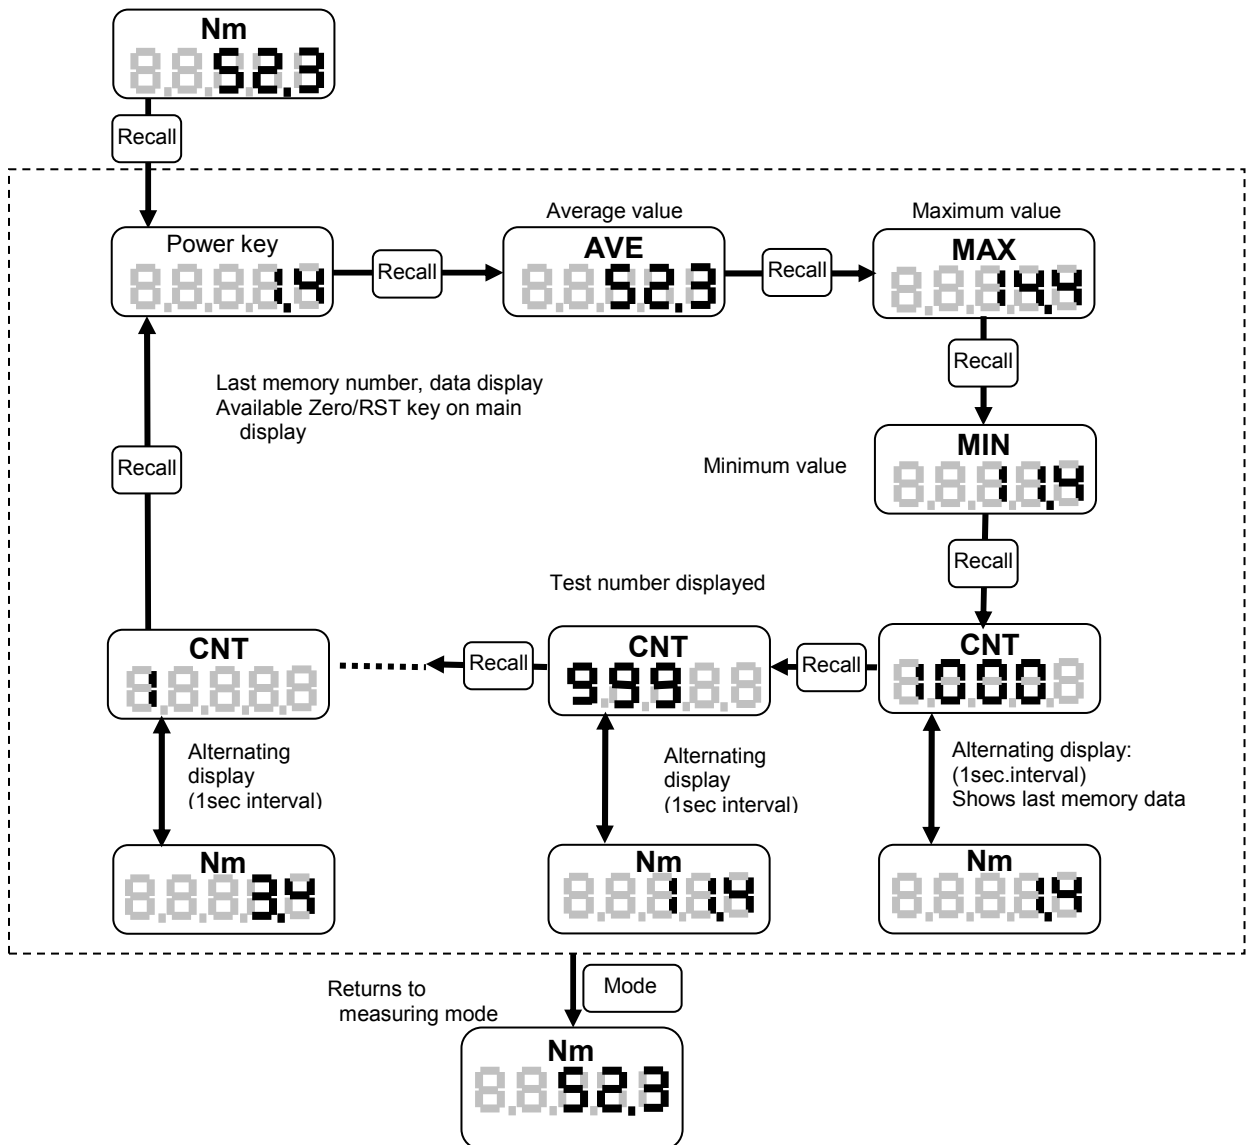 Nm
52.3
Recall
Average value
Maximum value
Power key
1.4
Recall
AVE
52.3
Recall
MAX
14.4
Recall
Last memory number, data display
Available Zero/RST key on main
display
Recall
Minimum value
MIN
11.4
Recall
Test number displayed
CNT
1
Recall
CNT
999
Recall
CNT
1000
Alternating
display
(1sec interval)
Alternating
display
(1sec interval)
Alternating display:
(1sec.interval)
Shows last memory data
Nm
3.4
Nm
11.4
Nm
1.4
Returns to
measuring mode
Mode
Nm
52.3